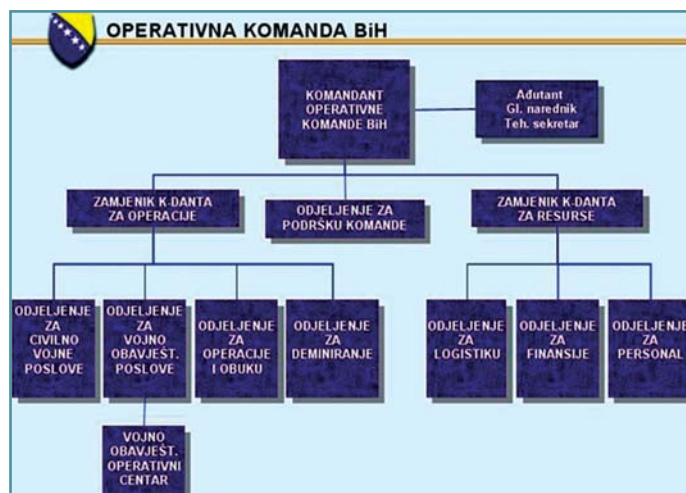 OPERATIVNA KOMANDA BiH
KOMANDANT
OPERATIVNE
KOMANDE BiH
Ađutant
Gl. narednik
Teh. sekretar
ZAMJENIK K-DANTA
ZA OPERACIJE
ODJELJENJE ZA
PODRŠKU KOMANDE
ZAMJENIK K-DANTA
ZA RESURSE
ODJELJENJE
ZA
CIVILNO
VOJNE
POSLOVE
ODJELJENJE
ZA
VOJNO
OBAVJEŠT.
POSLOVE
ODJELJENJE
ZA
OPERACIJE
I OBUKU
ODJELJENJE
ZA
DEMINIRANJE
ODJELJENJE
ZA
LOGISTIKU
ODJELJENJE
ZA
FINANSIJE
ODJELJENJE
ZA
PERSONAL
VOJNO
OBAVJEŠT.
OPERATIVNI
CENTAR